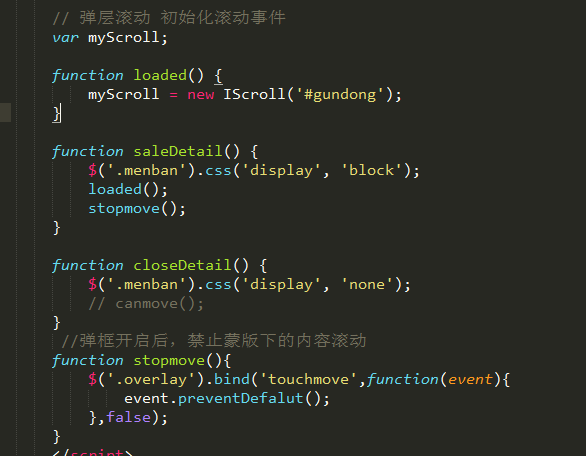 // 弹层滚动 初始化滚动事件
var myScroll;
function loaded() {
myScroll = new IScroll('#gundong');
}
function saleDetail() {
$('.menban').css('display', 'block');
loaded();
stopmove();
}
function closeDetail() {
$('.menban').css('display', 'none');
// canmove();
}
//弹框开启后，禁止蒙版下的内容滚动
function stopmove(){
$('.overlay').bind('touchmove',function(event){
event.preventDefalut();
},false);
}
</script>